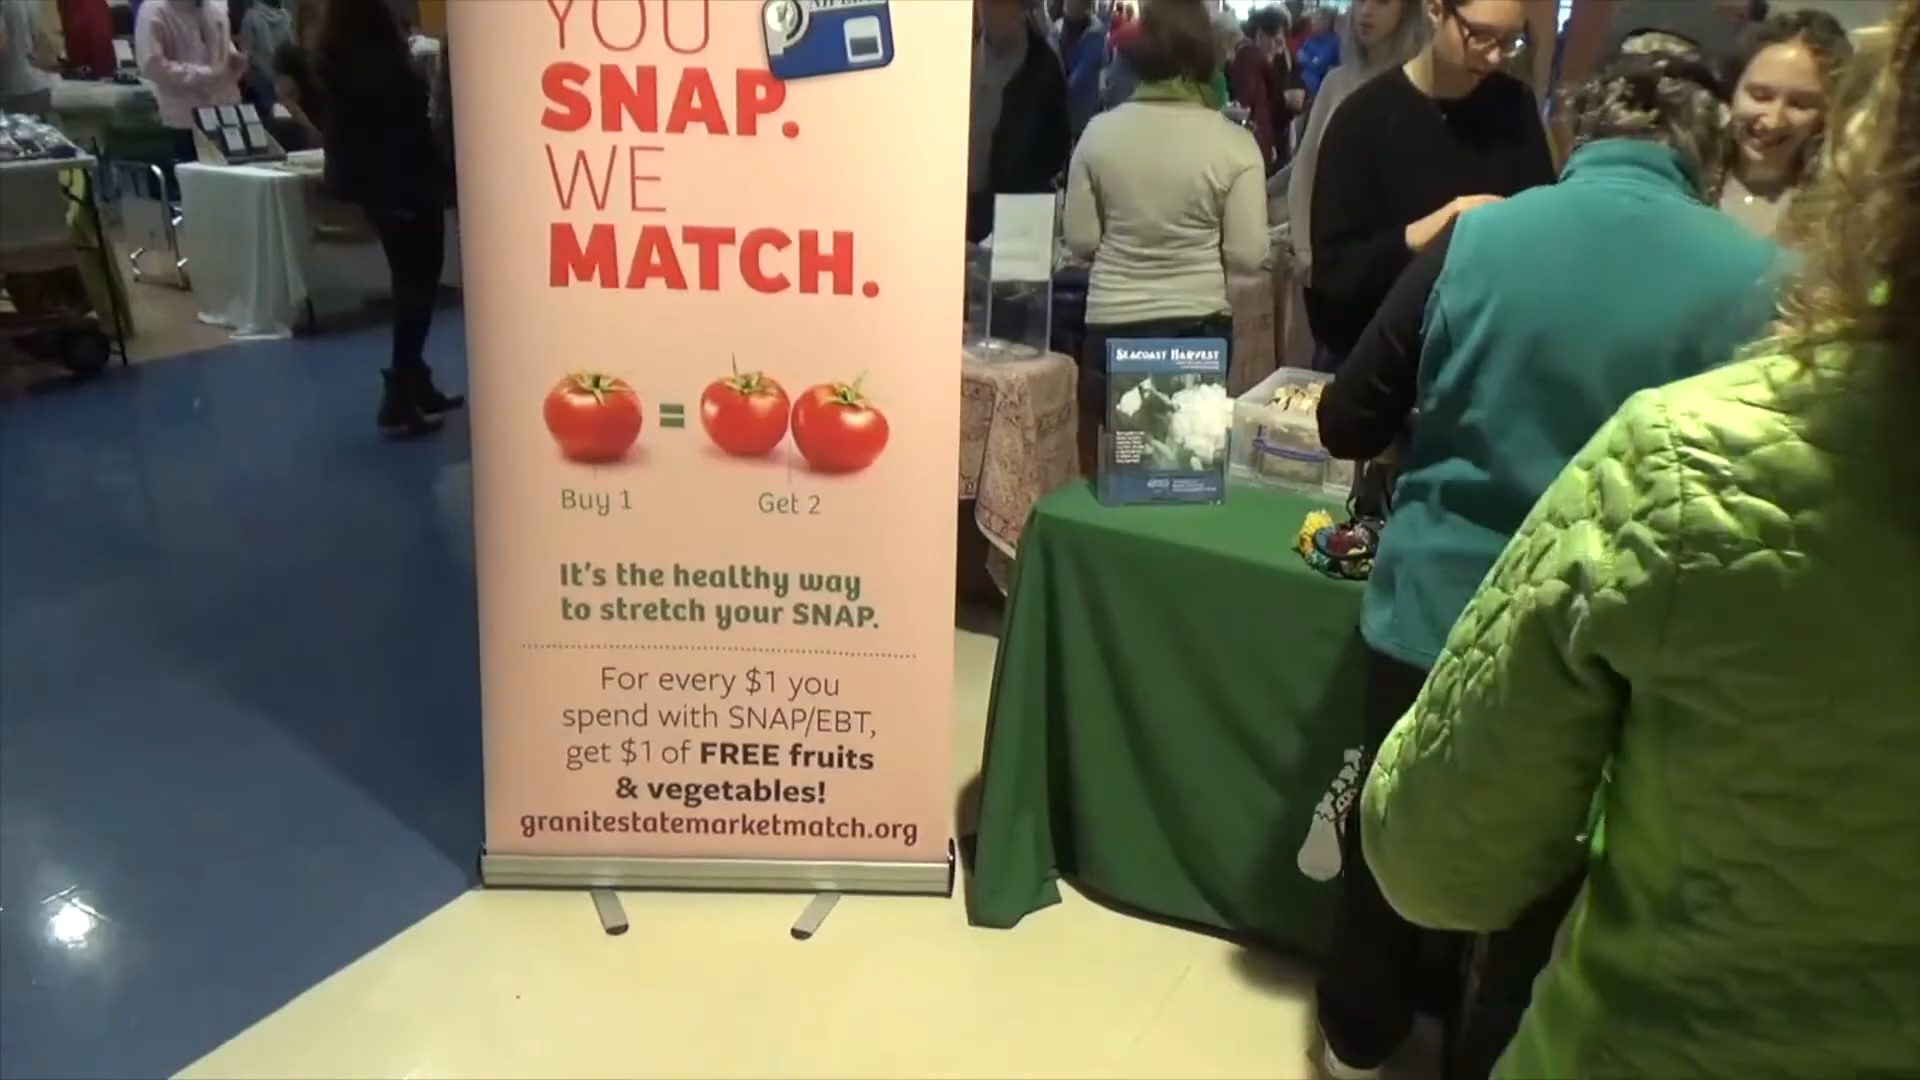 YOU
SNAP.
WE
MATCH.
Buy 1
Get 2
It's the healthy way
to stretch your SNAP.
For every $1 you
spend with SNAP/EBT,
get $1 of FREE fruits
& vegetables!
granitestatemarketmatch.org
SEACOAST HARVEST